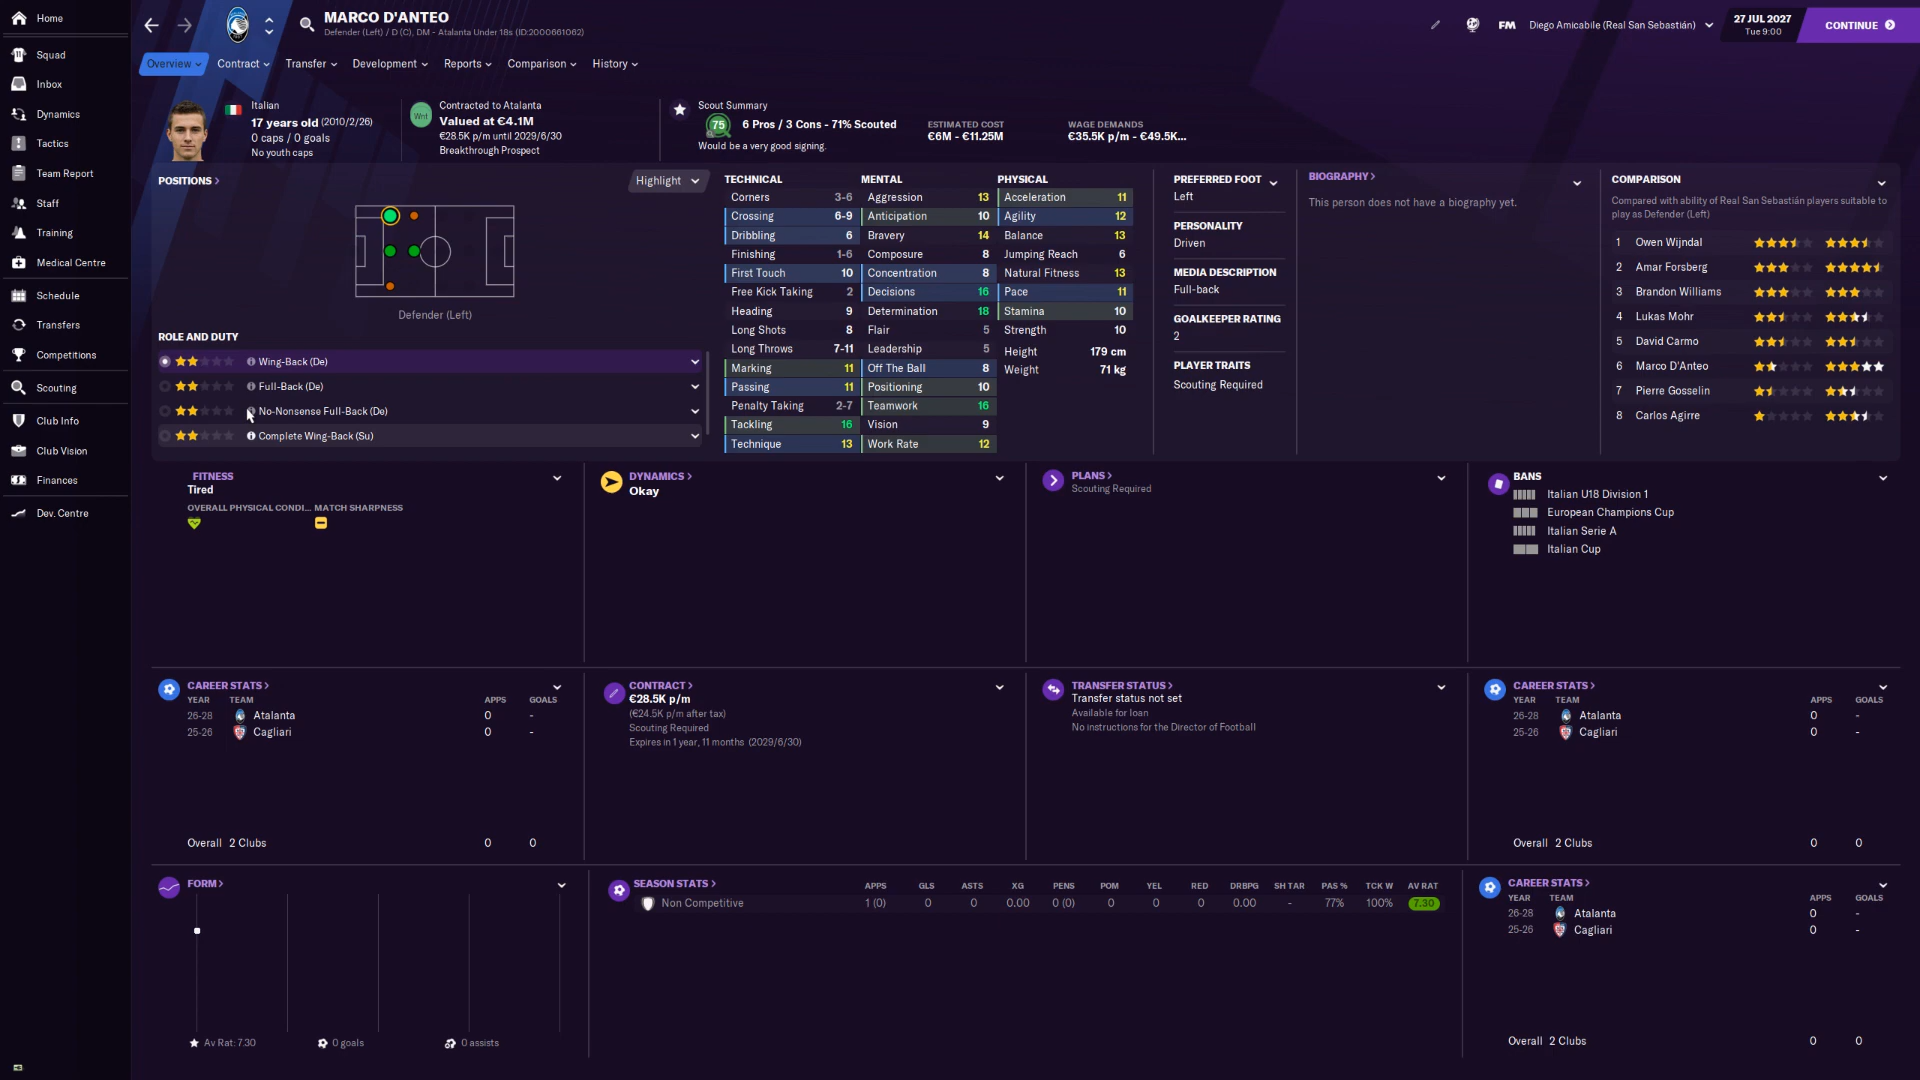 Home
MARCO D'ANTEO
Defender (Left) / D (C), DM - Atalanta Under 18s (ID:2000661062)
FM
Diego Amicabile (Real San Sebastián)
27 JUL 2027
Tue 9:00
CONTINUE
Squad
Inbox
Dynamics
Tactics
Team Report
Staff
Training
Medical Centre
Schedule
Transfers
Competitions
Scouting
Club Info
Club Vision
Finances
Dev. Centre
Overview
Contract
Transfer
Development
Reports
Comparison
History
Italian
17 years old (2010/2/26)
0 caps / 0 goals
No youth caps
Wnt
Contracted to Atalanta
Valued at €4.1M
€28.5K p/m until 2029/6/30
Breakthrough Prospect
Scout Summary
75
6 Pros / 3 Cons - 71% Scouted
Would be a very good signing.
ESTIMATED COST
€6M - €11.25M
WAGE DEMANDS
€35.5K p/m - €49.5K...
POSITIONS >
Highlight
Defender (Left)
ROLE AND DUTY
Wing-Back (De)
Full-Back (De)
No-Nonsense Full-Back (De)
Complete Wing-Back (Su)
TECHNICAL
Corners 3-6
Crossing 6-9
Dribbling 6
Finishing 1-6
First Touch 10
Free Kick Taking 2
Heading 9
Long Shots 8
Long Throws 7-11
Marking 11
Passing 11
Penalty Taking 2-7
Tackling 16
Technique 13
MENTAL
Aggression 13
Anticipation 10
Bravery 14
Composure 8
Concentration 8
Decisions 16
Determination 18
Flair 5
Leadership 5
Off The Ball 8
Positioning 10
Teamwork 16
Vision 9
Work Rate 12
PHYSICAL
Acceleration 11
Agility 12
Balance 13
Jumping Reach 6
Natural Fitness 13
Pace 11
Stamina 10
Strength 10
Height 179 cm
Weight 71 kg
PREFERRED FOOT
Left
PERSONALITY
Driven
MEDIA DESCRIPTION
Full-back
GOALKEEPER RATING
2
PLAYER TRAITS
Scouting Required
BIOGRAPHY >
This person does not have a biography yet.
COMPARISON
Compared with ability of Real San Sebastián players suitable to
play as Defender (Left)
1 Owen Wijndal
2 Amar Forsberg
3 Brandon Williams
4 Lukas Mohr
5 David Carmo
6 Marco D'Anteo
7 Pierre Gosselin
8 Carlos Agirre
FITNESS
Tired
OVERALL PHYSICAL CONDI... MATCH SHARPNESS
DYNAMICS >
Okay
PLANS >
Scouting Required
BANS
Italian U18 Division 1
European Champions Cup
Italian Serie A
Italian Cup
CAREER STATS >
YEAR TEAM APPS GOALS
26-28 Atalanta 0 -
25-26 Cagliari 0 -
Overall 2 Clubs 0 0
CONTRACT >
€28.5K p/m
(€24.5K p/m after tax)
Scouting Required
Expires in 1 year, 11 months (2029/6/30)
TRANSFER STATUS >
Transfer status not set
Available for loan
No instructions for the Director of Football
CAREER STATS >
YEAR TEAM APPS GOALS
26-28 Atalanta 0 -
25-26 Cagliari 0 -
Overall 2 Clubs 0 0
FORM >
Av Rat: 7.30
0 goals
0 assists
SEASON STATS >
APPS GLS ASTS XG PENS POM YEL RED DRBPG SH TAR PAS % TCK W AV RAT
Non Competitive 1 (0) 0 0 0.00 0 (0) 0 0 0 0.00 - 77% 100% 7.30
CAREER STATS >
YEAR TEAM APPS GOALS
26-28 Atalanta 0 -
25-26 Cagliari 0 -
Overall 2 Clubs 0 0